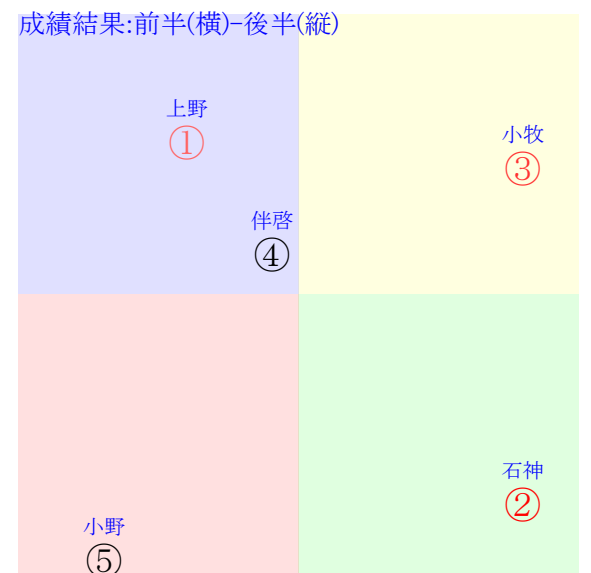 成績結果:前半(横)-後半(縦)
上野
①
小牧
③
伴啓
④
石神
②
小野
⑤